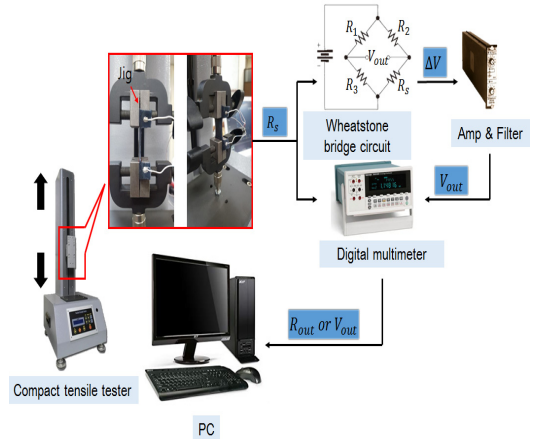 Jig
R1
R2
Vout
R3
Rs
Rs
ΔV
Wheatstone
bridge circuit
Amp & Filter
Vout
Digital multimeter
Rout or Vout
Compact tensile tester
PC